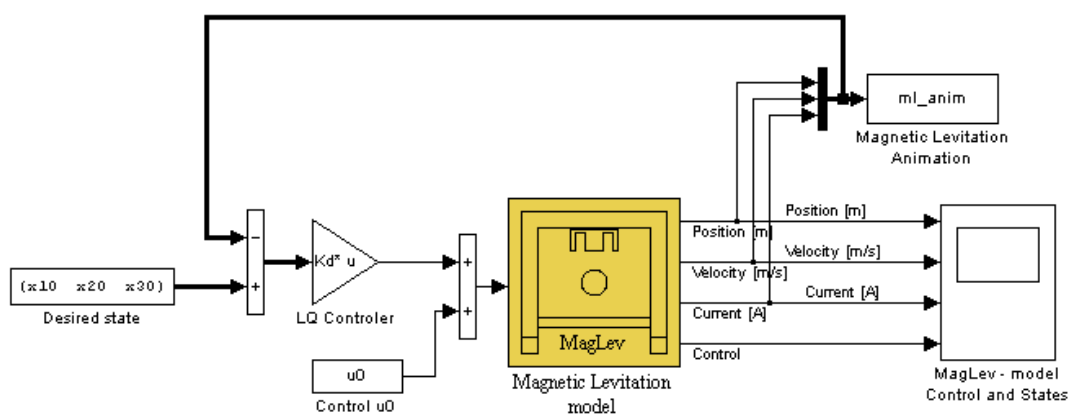 ml_anim
Magnetic Levitation
Animation
Position [m]
Position [m]
Velocity [m/s]
Velocity [m/s]
Current [A]
Current [A]
Control
MagLev - model
Control and States
−
+
(x10 x20 x30)
Desired state
Kd* u
LQ Controler
+
+
u0
Control u0
MagLev
Magnetic Levitation
model